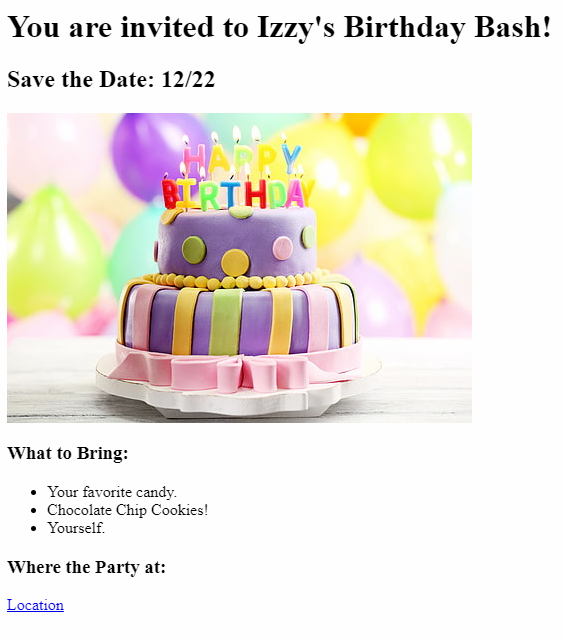 You are invited to Izzy's Birthday Bash!
Save the Date: 12/22
HAPPY
BIRTHDAY
What to Bring:
Your favorite candy.
Chocolate Chip Cookies!
Yourself.
Where the Party at:
Location